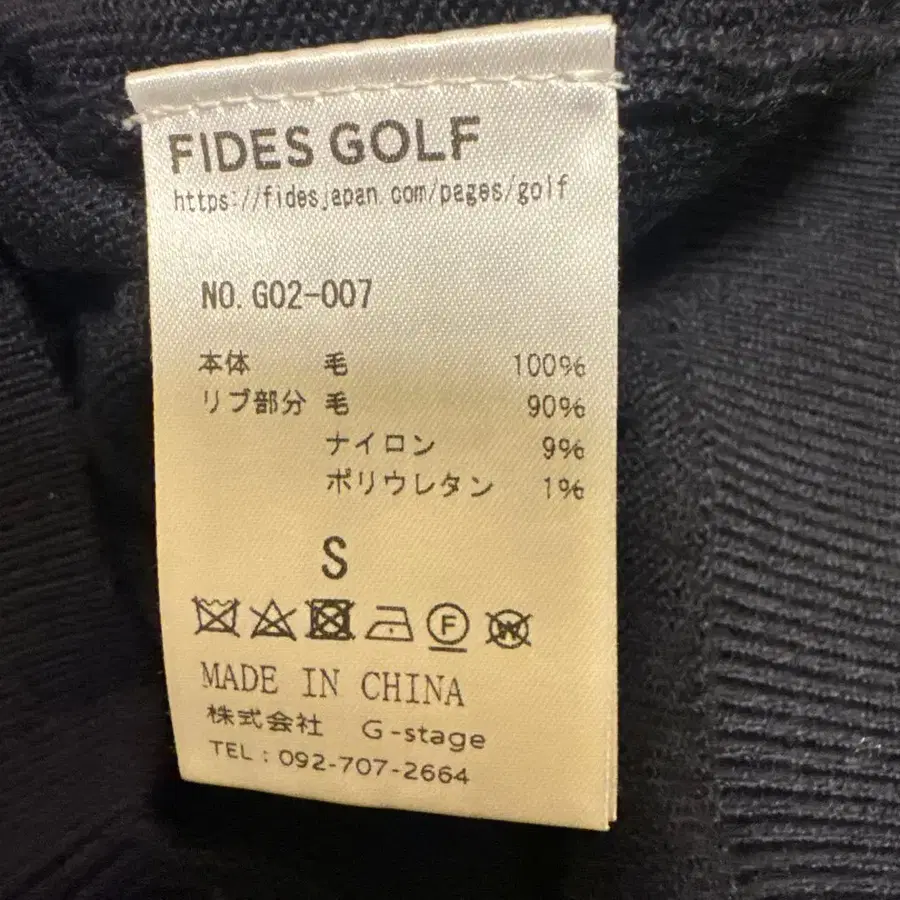 FIDES GOLF
https://fidesjapan.com/pages/golf
NO. G02-007
本体 毛 100%
リブ部分 毛 90%
ナイロン 9%
ポリウレタン 1%
S
F W
MADE IN CHINA
株式会社 G-stage
TEL : 092-707-2664